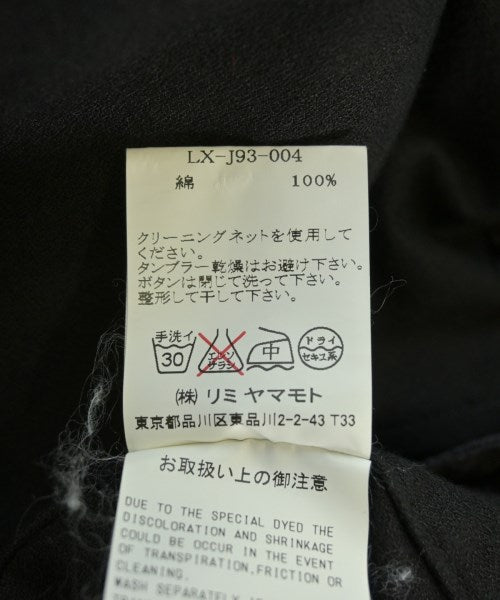 LX-J93-004
綿 100%
クリーニングネットを使用して
ください。
タンブラー乾燥はお避け下さい。
ボタンは閉じて洗って下さい。
整形して干して下さい。
手洗イ 30 エンソサラシ 中 ドライ セキユ系
(株) リミ ヤマモト
東京都品川区東品川2-2-43 T33
お取扱い上の御注意
DUE TO THE SPECIAL DYED THE
DISCOLORATION AND SHRINKAGE
COULD BE OCCUR IN THE EVENT
OF TRANSPIRATION,FRICTION OR
CLEANING.
WASH SEPARATELY